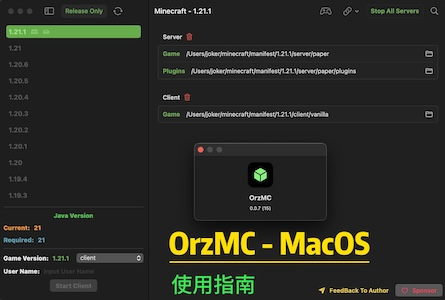 Release Only
Minecraft - 1.21.1
Stop All Servers
1.21.1
1.21
1.20.6
1.20.5
1.20.4
1.20.3
1.20.2
1.20.1
1.20
1.19.4
1.19.3
Java Version
Current: 21
Required: 21
Game Version: 1.21.1 client
User Name: Input User Name
Start Client
Server
Game /Users/joker/minecraft/manifest/1.21.1/server/paper
Plugins /Users/joker/minecraft/manifest/1.21.1/server/paper/plugins
Client
Game /Users/joker/minecraft/manifest/1.21.1/client/vanilla
OrzMC
0.0.7 (15)
OrzMC - MacOS
使用指南
FeedBack To Author
Sponsor